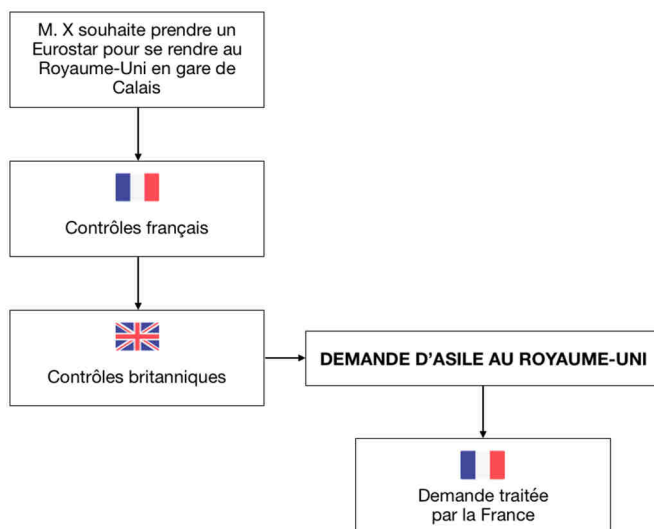 M. X souhaite prendre un
Eurostar pour se rendre au
Royaume-Uni en gare de
Calais
Contrôles français
Contrôles britanniques
DEMANDE D'ASILE AU ROYAUME-UNI
Demande traitée
par la France